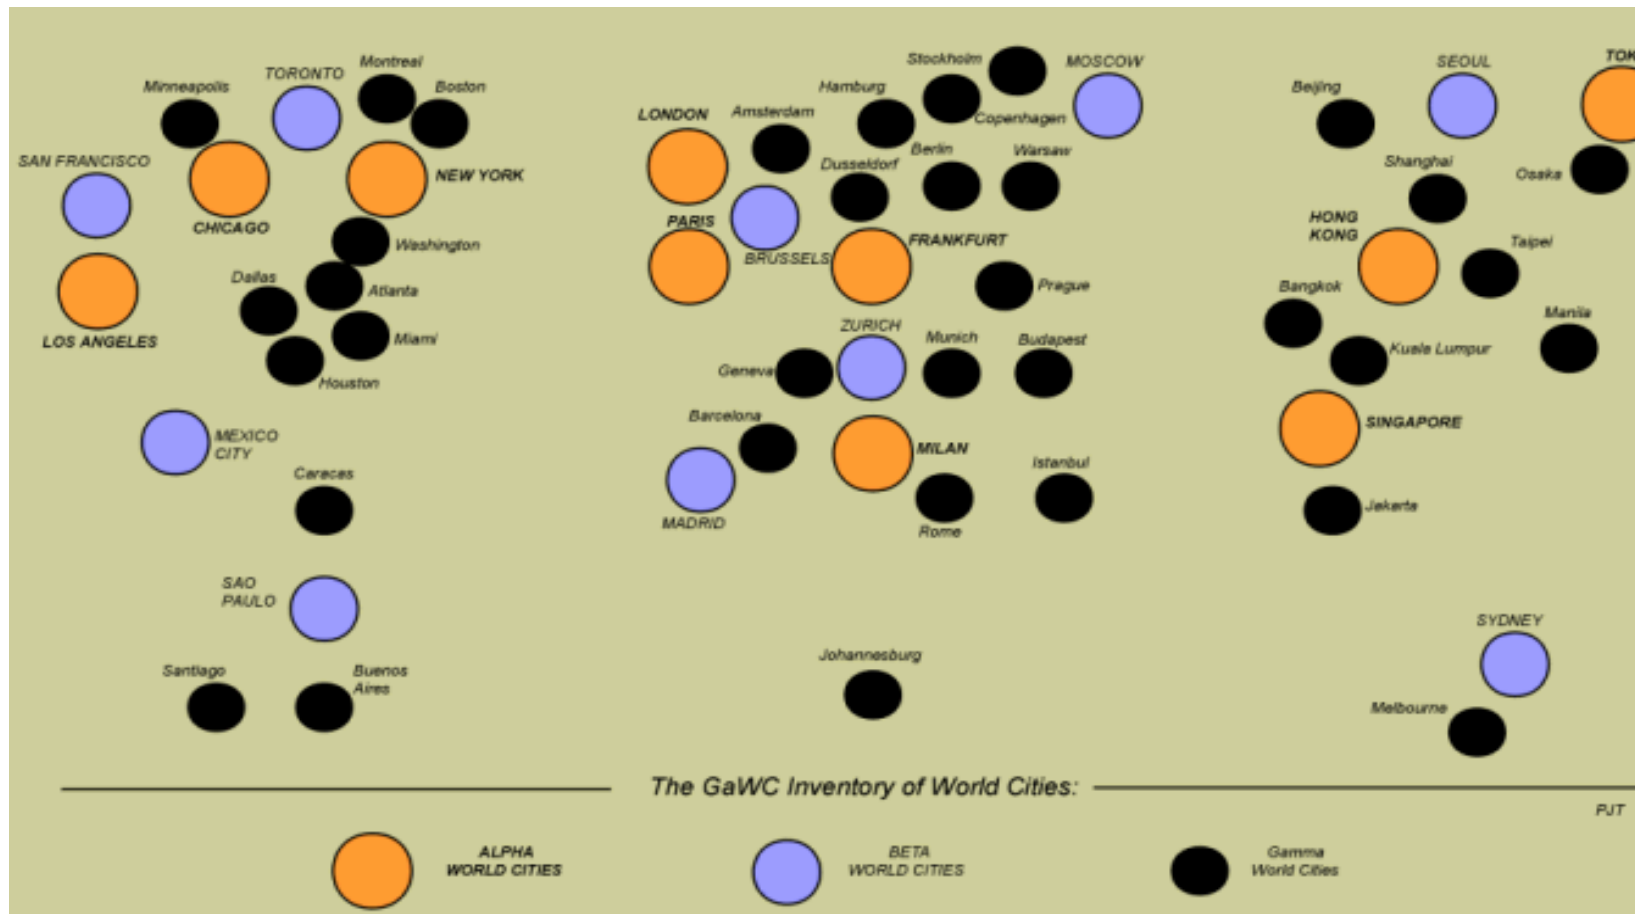 Montreal
TORONTO
Minneapolis
Boston
SAN FRANCISCO
NEW YORK
CHICAGO
Washington
Dallas
Atlanta
LOS ANGELES
Miami
Houston
MEXICO
CITY
Caracas
SAO
PAULO
Santiago
Buenos
Aires
Stockholm
MOSCOW
Hamburg
LONDON
Amsterdam
Copenhagen
Berlin
Warsaw
Dusseldorf
PARIS
FRANKFURT
BRUSSELS
Prague
ZURICH
Munich
Budapest
Geneva
Barcelona
MILAN
Istanbul
MADRID
Rome
Johannesburg
SEOUL
TOK
Beijing
Shanghai
Osaka
HONG
KONG
Taipei
Bangkok
Manila
Kuala Lumpur
SINGAPORE
Jakarta
SYDNEY
Melbourne
The GaWC Inventory of World Cities:
PJT
ALPHA
WORLD CITIES
BETA
WORLD CITIES
Gamma
World Cities